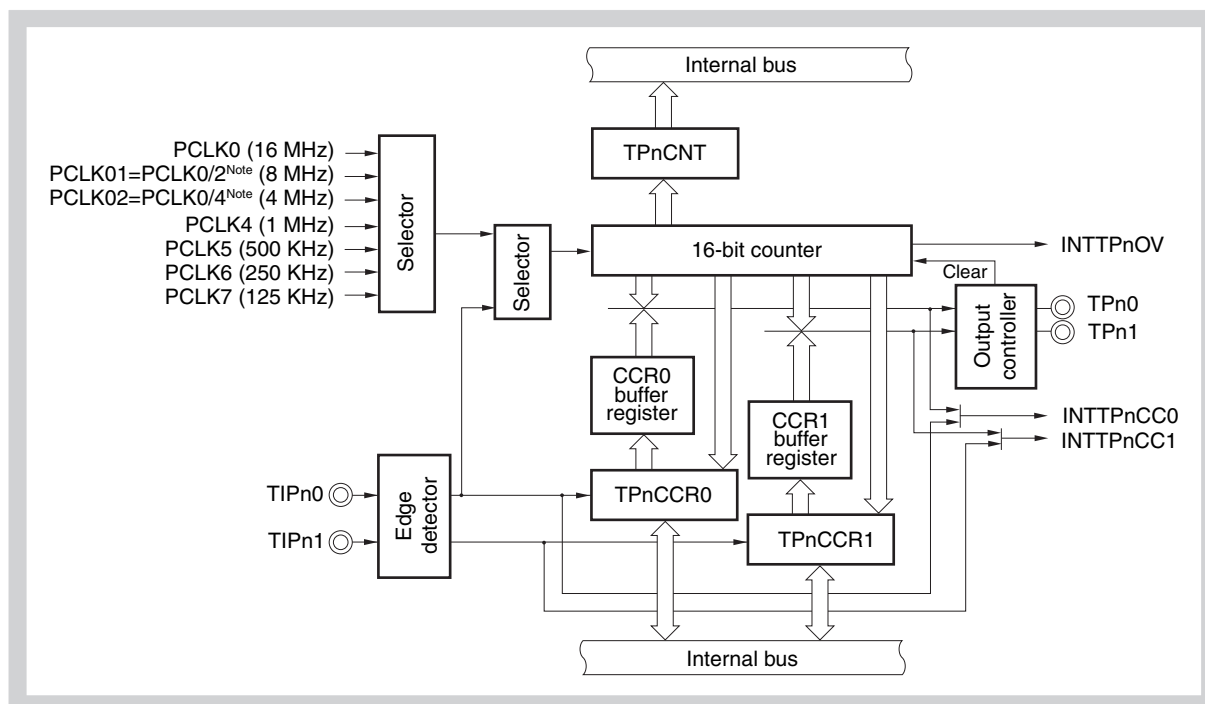 Internal bus
PCLK0 (16 MHz)
PCLK01=PCLK0/2Note (8 MHz)
PCLK02=PCLK0/4Note (4 MHz)
PCLK4 (1 MHz)
PCLK5 (500 KHz)
PCLK6 (250 KHz)
PCLK7 (125 KHz)
Selector
Selector
TPnCNT
16-bit counter
INTTPnOV
Clear
Output
controller
TPn0
TPn1
CCR0
buffer
register
CCR1
buffer
register
INTTPnCC0
INTTPnCC1
TIPn0
TIPn1
Edge
detector
TPnCCR0
TPnCCR1
Internal bus